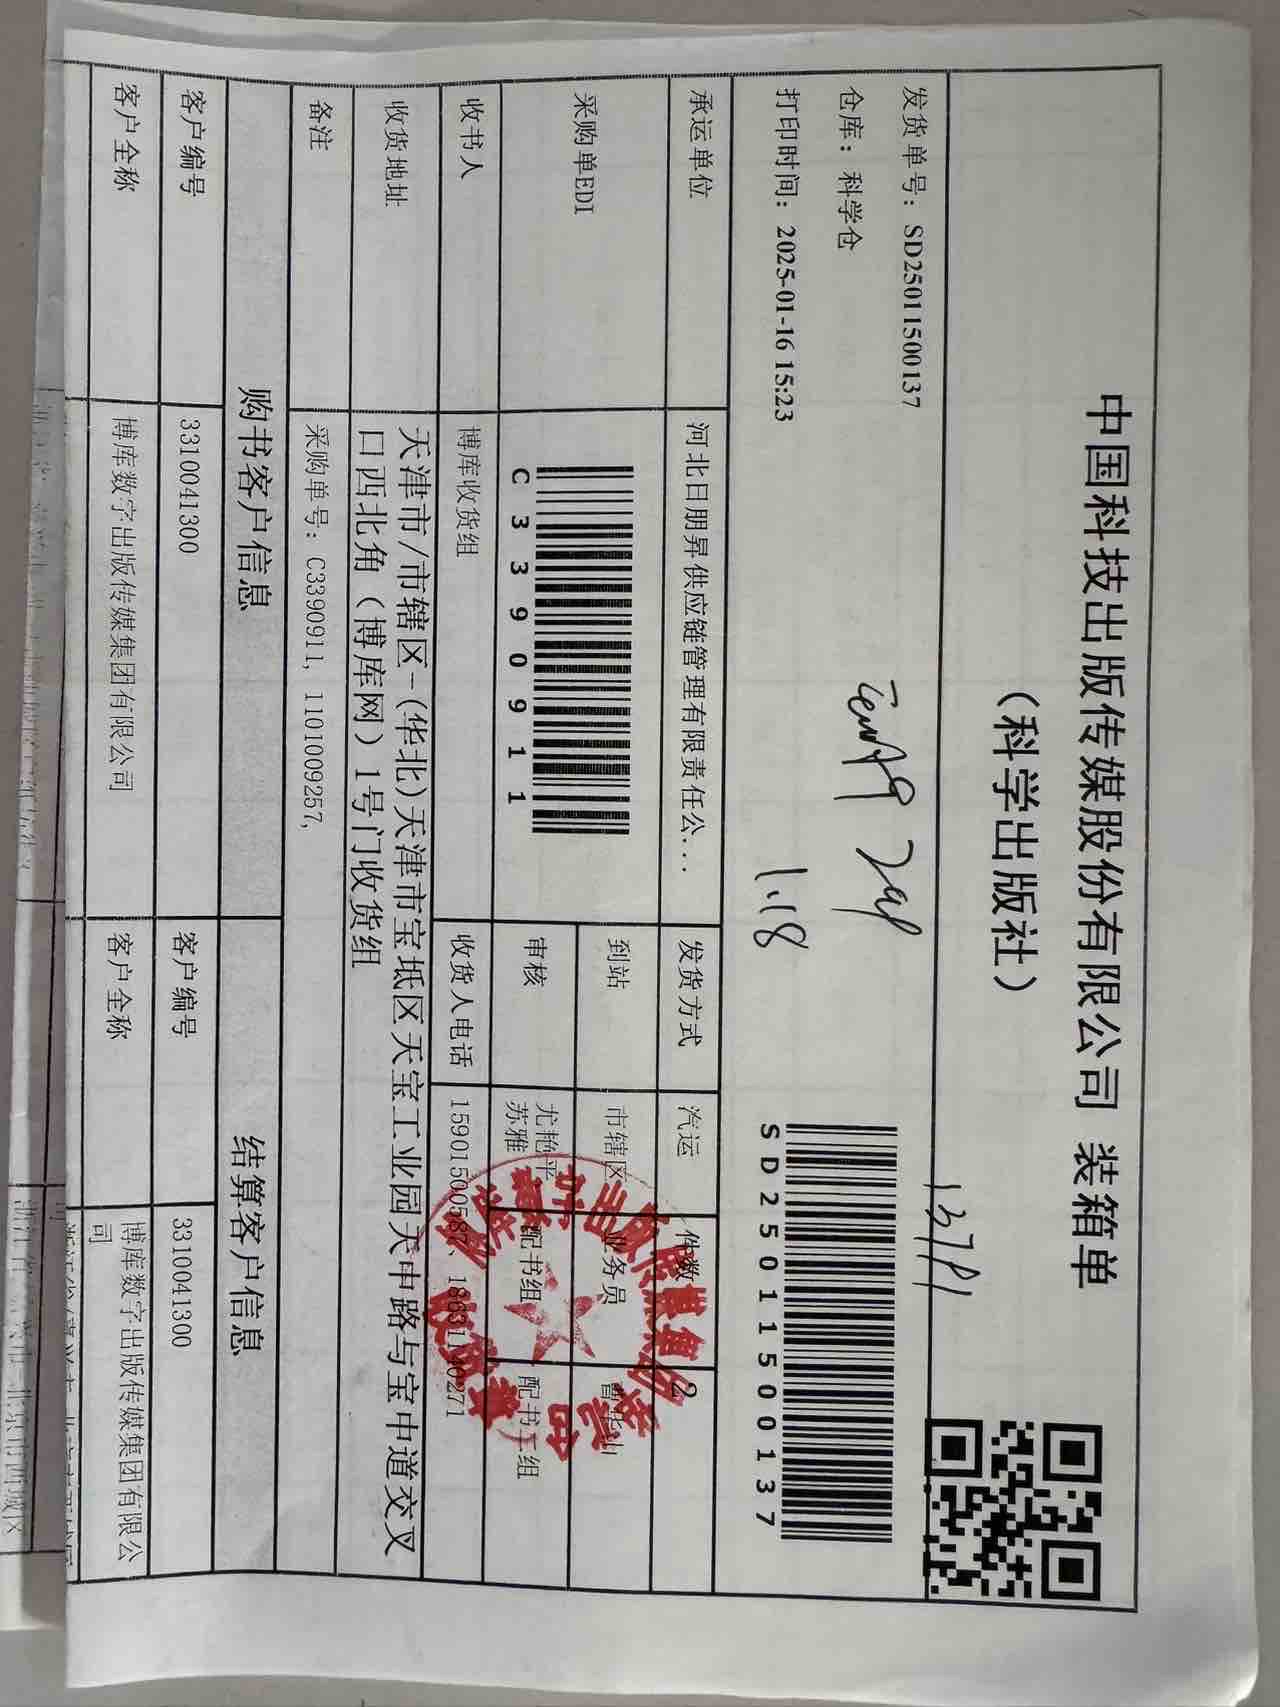 中国科技出版传媒股份有限公司 装箱单
（科学出版社）
137P1
发货单号：SD2501150​0137
仓库：科学仓
打印时间：2025-01-16 15:23
1.18
SD25011500137
承运单位 河北日朋昇供应链管理有限责任公... 发货方式 汽运 件数 2
采购单EDI C3390911 到站 市辖区 业务员
审核 尤艳平 苏雅 配书组 配书二组
收书人 博库收货组 收货人电话 15901500587、18631140271
收货地址 天津市/市辖区-(华北)天津市宝坻区天宝工业园天中路与宝中道交叉
口西北角（博库网）1号门收货组
备注 采购单号：C3390911, 1101009257,
购书客户信息 结算客户信息
客户编号 3310041300 客户编号 3310041300
客户全称 博库数字出版传媒集团有限公司 客户全称 博库数字出版传媒集团有限公
司